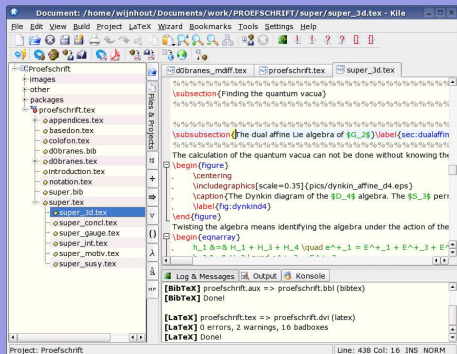 Document: /home/wijnhout/Documents/work/PROEFSCHRIFT/super/super_3d.tex - Kile
File Edit View Build Project LaTeX Wizard Bookmarks Tools Settings Help
Proefschrift
images
other
packages
proefschrift.tex
appendices.tex
basedon.tex
colofon.tex
d0branes.bib
d0branes.tex
introduction.tex
notation.tex
super.bib
super.tex
super_3d.tex
super_concl.tex
super_gauge.tex
super_int.tex
super_motiv.tex
super_susy.tex
Files & Projects
d0branes_mdiff.tex proefschrift.tex super_3d.tex
\subsection{Finding the quantum vacua}
\subsubsection{The dual affine Lie algebra of $G_2$}\label{sec:dualaffin
The calculation of the quantum vacua can not be done without knowing the
\begin{figure}
\centering
\includegraphics[scale=0.35]{pics/dynkin_affine_d4.eps}
\caption{The Dynkin diagram of the $D_4$ algebra. The $S_3$ perr
\label{fig:dynkind4}
\end{figure}
Twisting the algebra means identifying the algebra under the action of the
\begin{eqnarray}
h_1 &=& H_1 + H_3 + H_4 \quad e^+_1 = E^+_1 + E^+_3 + E^
Log & Messages Output Konsole
[BibTeX] proefschrift.aux => proefschrift.bbl (bibtex)
[BibTeX] Done!
[LaTeX] proefschrift.tex => proefschrift.dvi (latex)
[LaTeX] 0 errors, 2 warnings, 16 badboxes
[LaTeX] Done!
Project: Proefschrift Line: 438 Col: 16 INS NORM